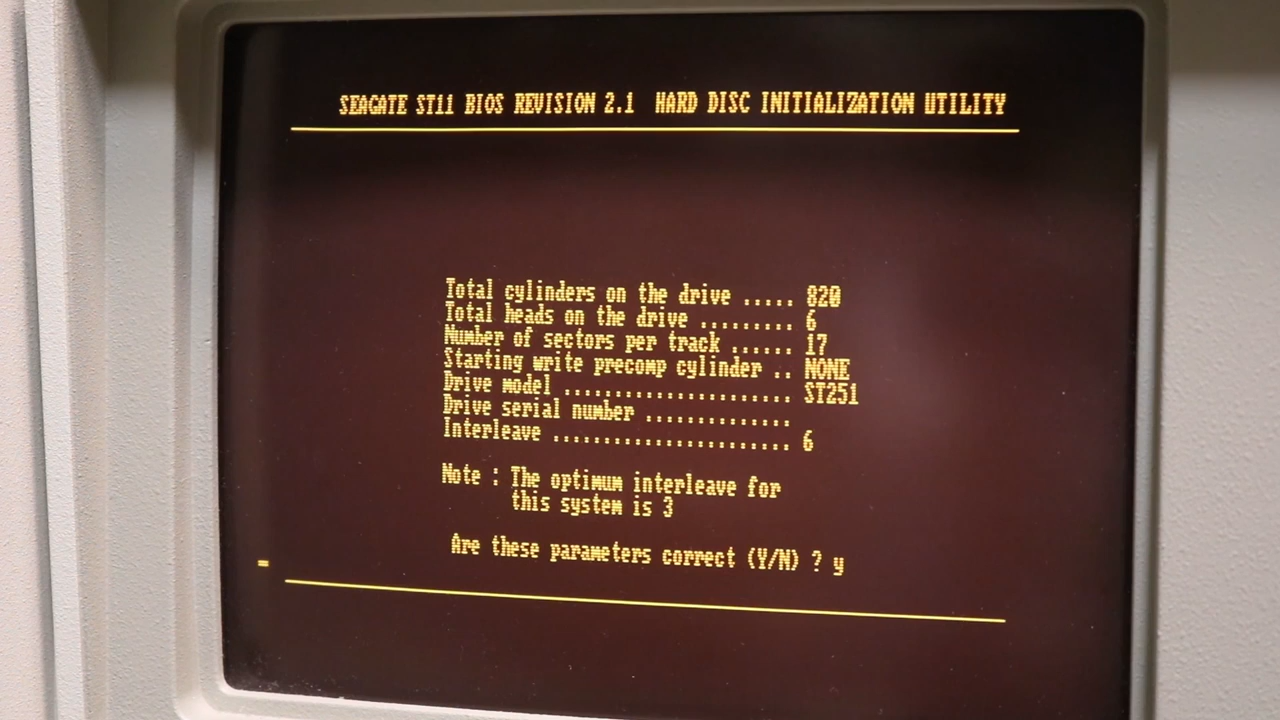 SEAGATE ST11 BIOS REVISION 2.1  HARD DISC INITIALIZATION UTILITY
Total cylinders on the drive ..... 820
Total heads on the drive ......... 6
Number of sectors per track ...... 17
Starting write precomp cylinder .. NONE
Drive model ...................... ST251
Drive serial number .............
Interleave ....................... 6
Note : The optimum interleave for
this system is 3
Are these parameters correct (Y/N) ? y